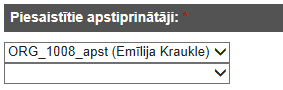 Piesaistītie apstiprinātāji: *
ORG_1008_apst (Emīlija Kraukle)